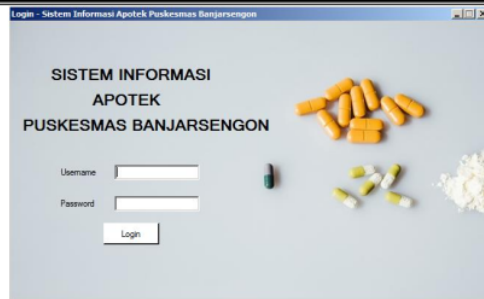 Login - Sistem Informasi Apotek Puskesmas Banjarsengon
SISTEM INFORMASI
APOTEK
PUSKESMAS BANJARSENGON
Username
Password
Login